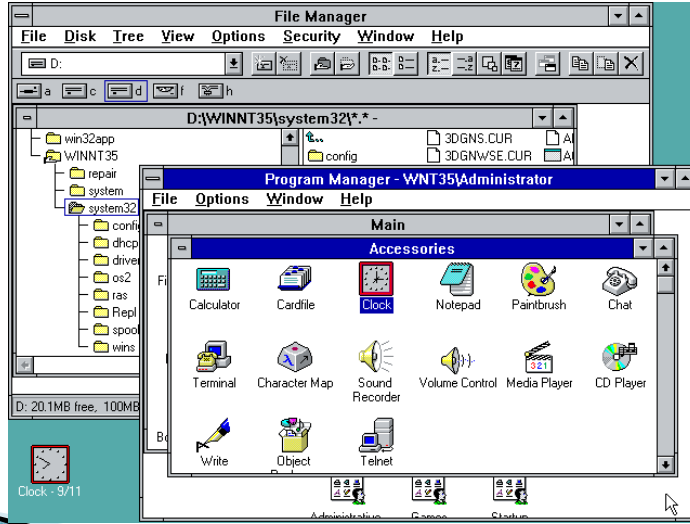 File Manager
File Disk Tree View Options Security Window Help
D:
a c d f h
D:\WINNT35\system32\*.* -
win32app
WINNT35
repair
system
system32
dhcp
os2
ras
Repl
wins
config
3DGNS.CUR
3DGNWSE.CUR
D: 20.1MB free, 100MB
Program Manager - WNT35\Administrator
File Options Window Help
Main
Accessories
Calculator Cardfile Clock Notepad Paintbrush Chat
Terminal Character Map Sound Recorder Volume Control Media Player CD Player
Write Object Telnet
Administrative Games Startup
Clock - 9/11